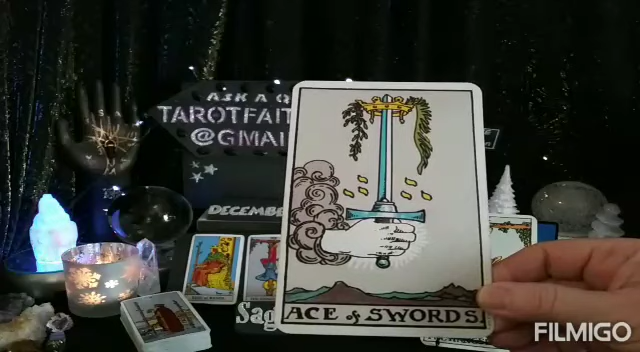 ASK A Q
TAROTFAIT
@GMAI
DECEMBE
Sag
ACE of SWORDS.
FILMIGO